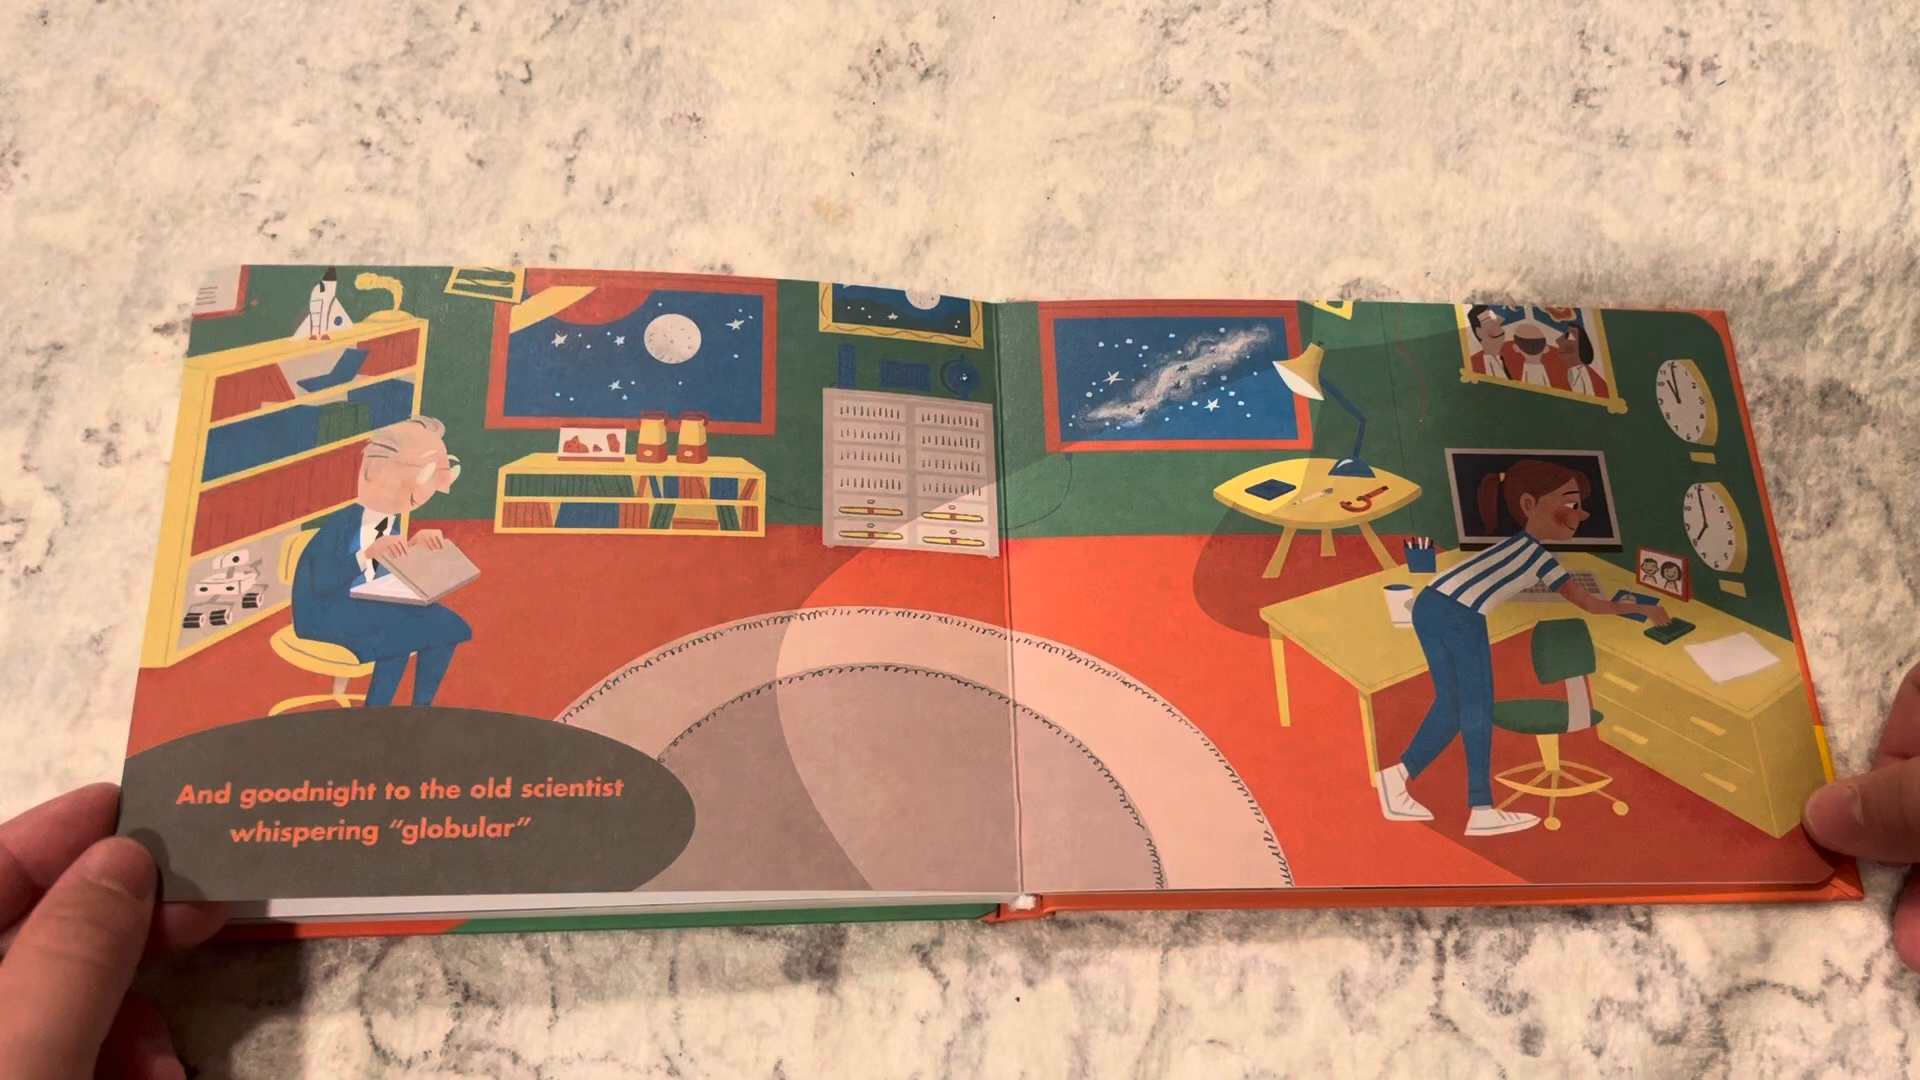 And goodnight to the old scientist
whispering “globular”